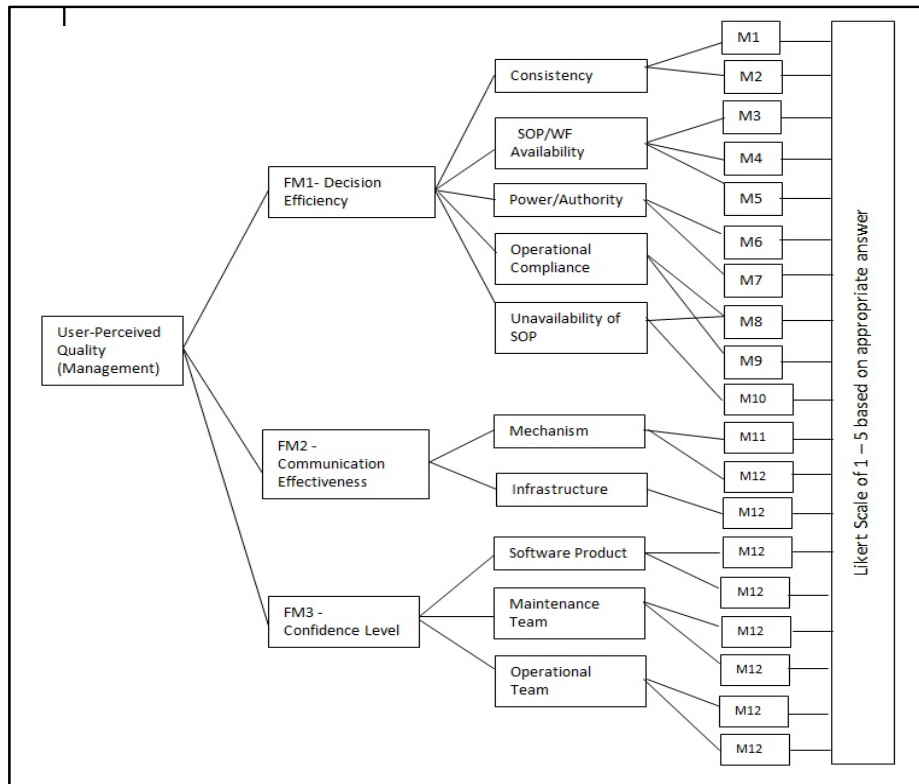 User-Perceived
Quality
(Management)
FM1- Decision
Efficiency
FM2 -
Communication
Effectiveness
FM3 -
Confidence Level
Consistency
SOP/WF
Availability
Power/Authority
Operational
Compliance
Unavailability of
SOP
Mechanism
Infrastructure
Software Product
Maintenance
Team
Operational
Team
M1
M2
M3
M4
M5
M6
M7
M8
M9
M10
M11
M12
M12
M12
M12
M12
M12
M12
M12
Likert Scale of 1 – 5 based on appropriate answer